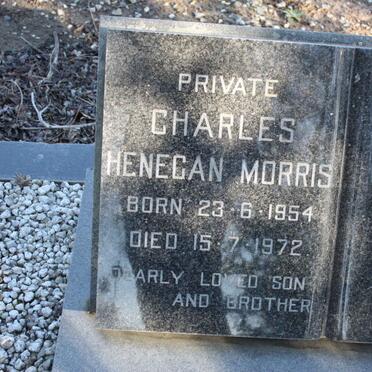 PRIVATE
CHARLES
HENEGAN MORRIS
BORN 23·6·1954
DIED 15·7·1972
DEARLY LOVED SON
AND BROTHER